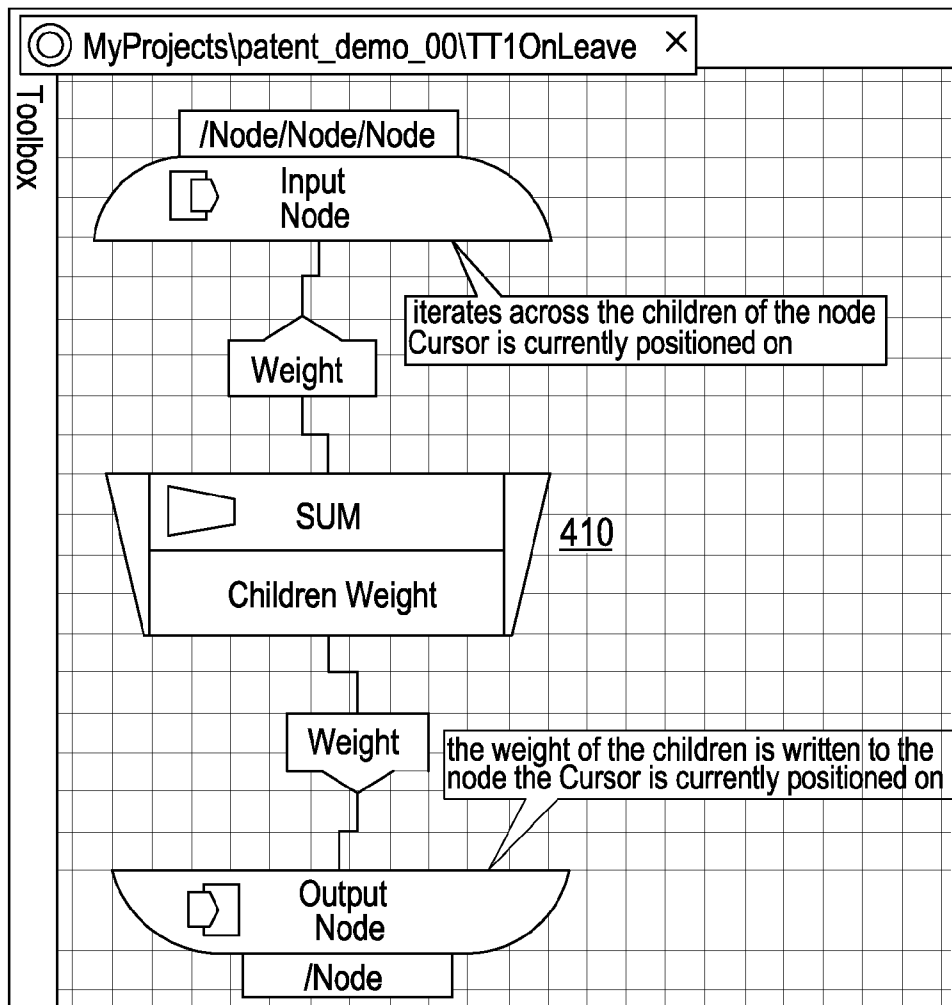 MyProjects\patent_demo_00\TT1OnLeave
Toolbox
/Node/Node/Node
Input
Node
iterates across the children of the node
Cursor is currently positioned on
Weight
SUM
410
Children Weight
Weight
the weight of the children is written to the
node the Cursor is currently positioned on
Output
Node
/Node